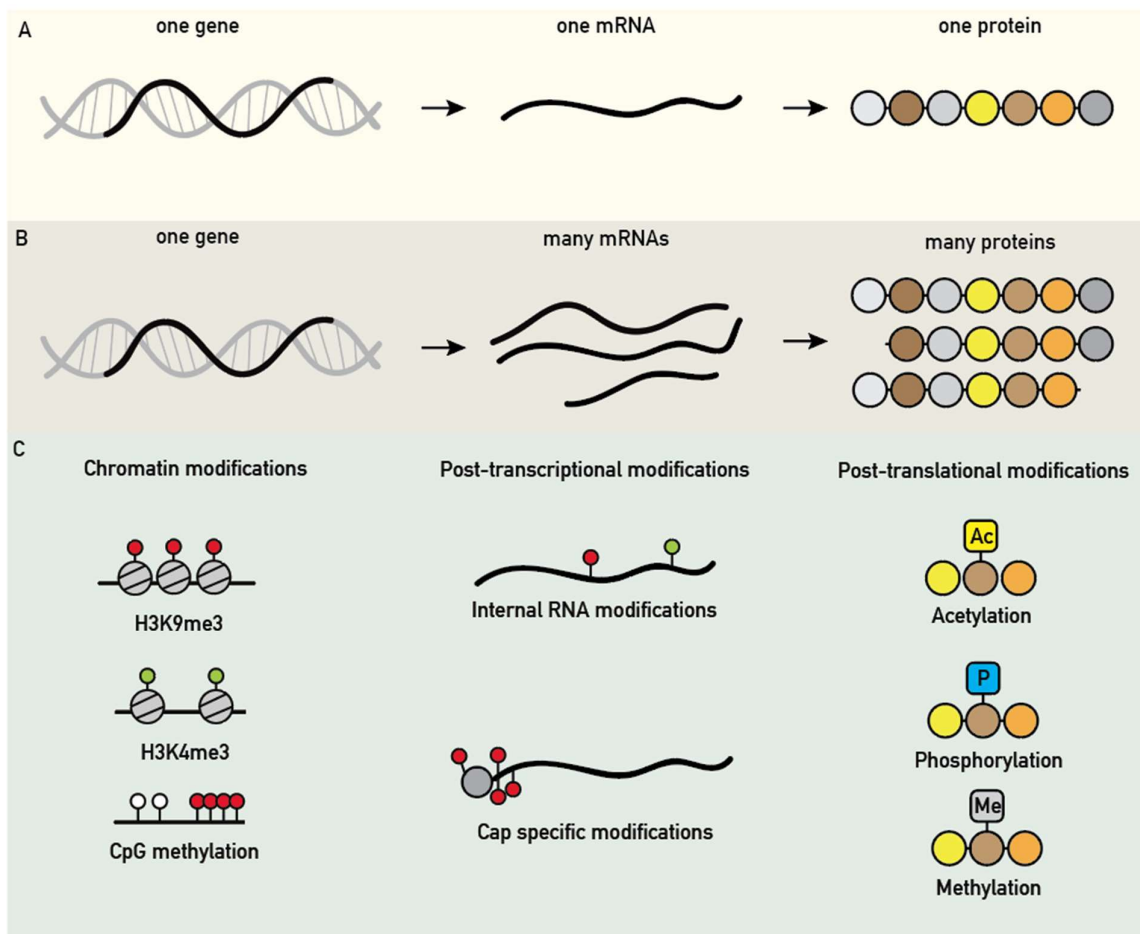 A
one gene
one mRNA
one protein
B
one gene
many mRNAs
many proteins
C
Chromatin modifications
Post-transcriptional modifications
Post-translational modifications
H3K9me3
H3K4me3
CpG methylation
Internal RNA modifications
Cap specific modifications
Ac
Acetylation
P
Phosphorylation
Me
Methylation